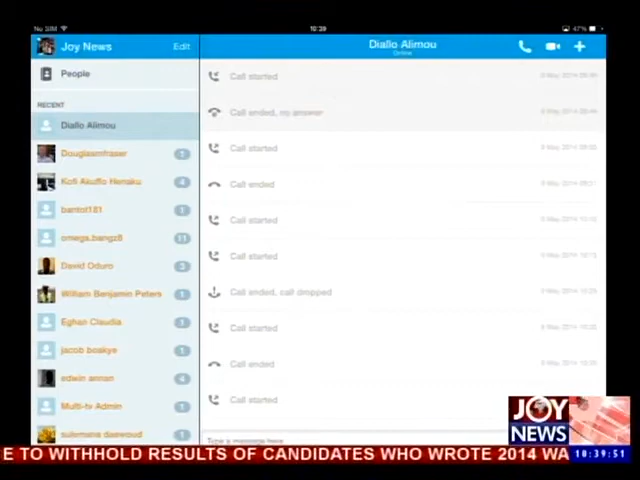 No SIM
10:39
47%
Joy News
Edit
Diallo Alimou
Online
People
RECENT
Diallo Alimou
Douglasmfraser
1
Kofi Akuffo Henaku
4
bantot181
1
omega.bangz8
11
David Oduro
3
William Benjamin Peters
1
Eghan Claudia
1
jacob boakye
1
edwin annan
4
Multi-tv Admin
1
sulemana daawoud
1
Call started
Call ended, no answer
Call started
Call ended
Call started
Call started
Call ended, call dropped
Call started
Call ended
Call started
Type a message here
JOY
NEWS
E TO WITHHOLD RESULTS OF CANDIDATES WHO WROTE 2014 WA
18:39:51